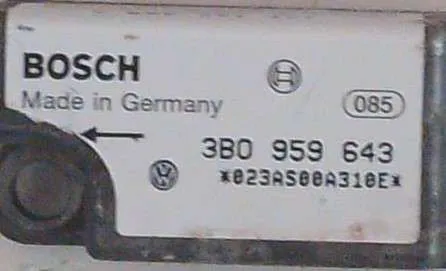 BOSCH
Made in Germany
085
3B0 959 643
*023AS00A310E*